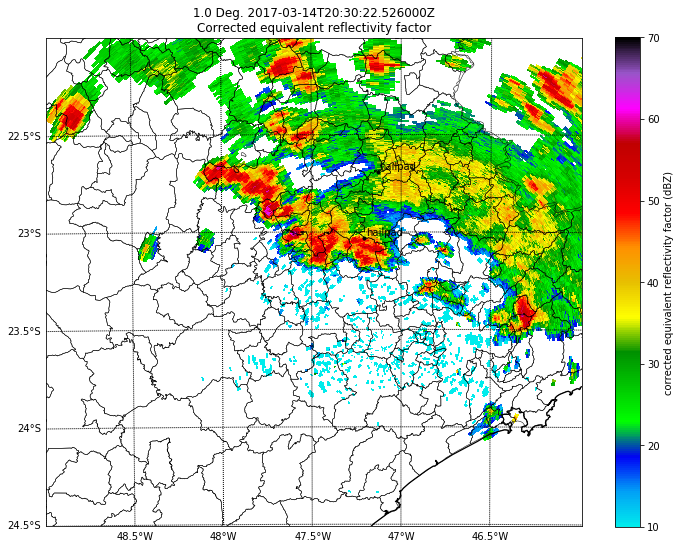 1.0 Deg. 2017-03-14T20:30:22.526000Z
Corrected equivalent reflectivity factor
22.5°S
23°S
23.5°S
24°S
24.5°S
48.5°W
48°W
47.5°W
47°W
46.5°W
hailpad
hailpad
70
60
50
40
30
20
10
corrected equivalent reflectivity factor (dBZ)